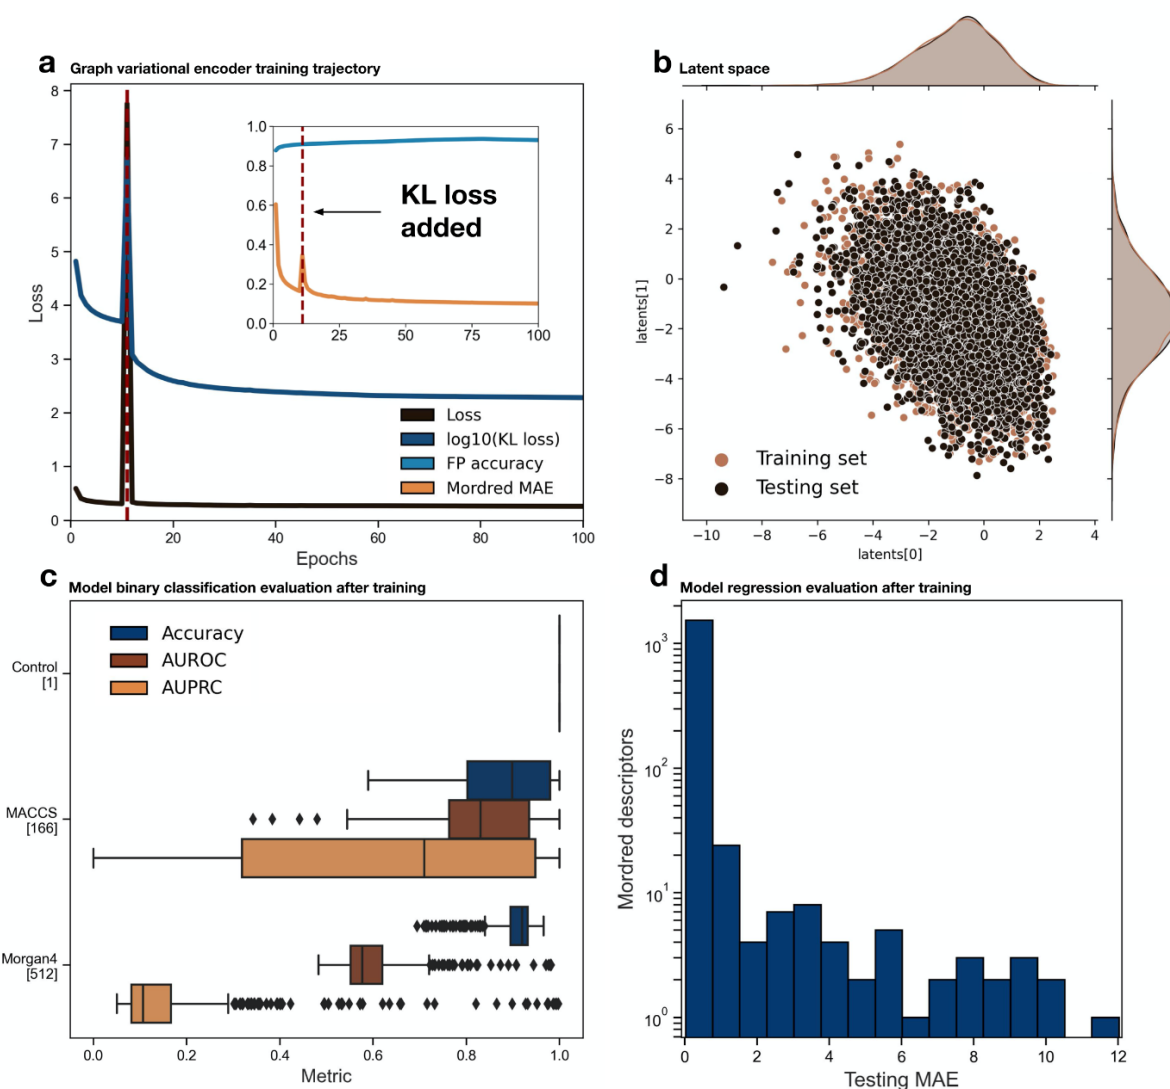 a Graph variational encoder training trajectory
8
7
6
5
4
3
2
1
0
Loss
0 20 40 60 80 100
Epochs
1.0
0.8
0.6
0.4
0.2
0.0
0 25 50 75 100
KL loss
added
Loss
log10(KL loss)
FP accuracy
Mordred MAE
b Latent space
6
4
2
0
−2
−4
−6
−8
latents[1]
Training set
Testing set
−10 −8 −6 −4 −2 0 2 4
latents[0]
c Model binary classification evaluation after training
Accuracy
AUROC
AUPRC
Control
[1]
MACCS
[166]
Morgan4
[512]
0.0 0.2 0.4 0.6 0.8 1.0
Metric
d Model regression evaluation after training
10³
10²
10¹
10⁰
Mordred descriptors
0 2 4 6 8 10 12
Testing MAE